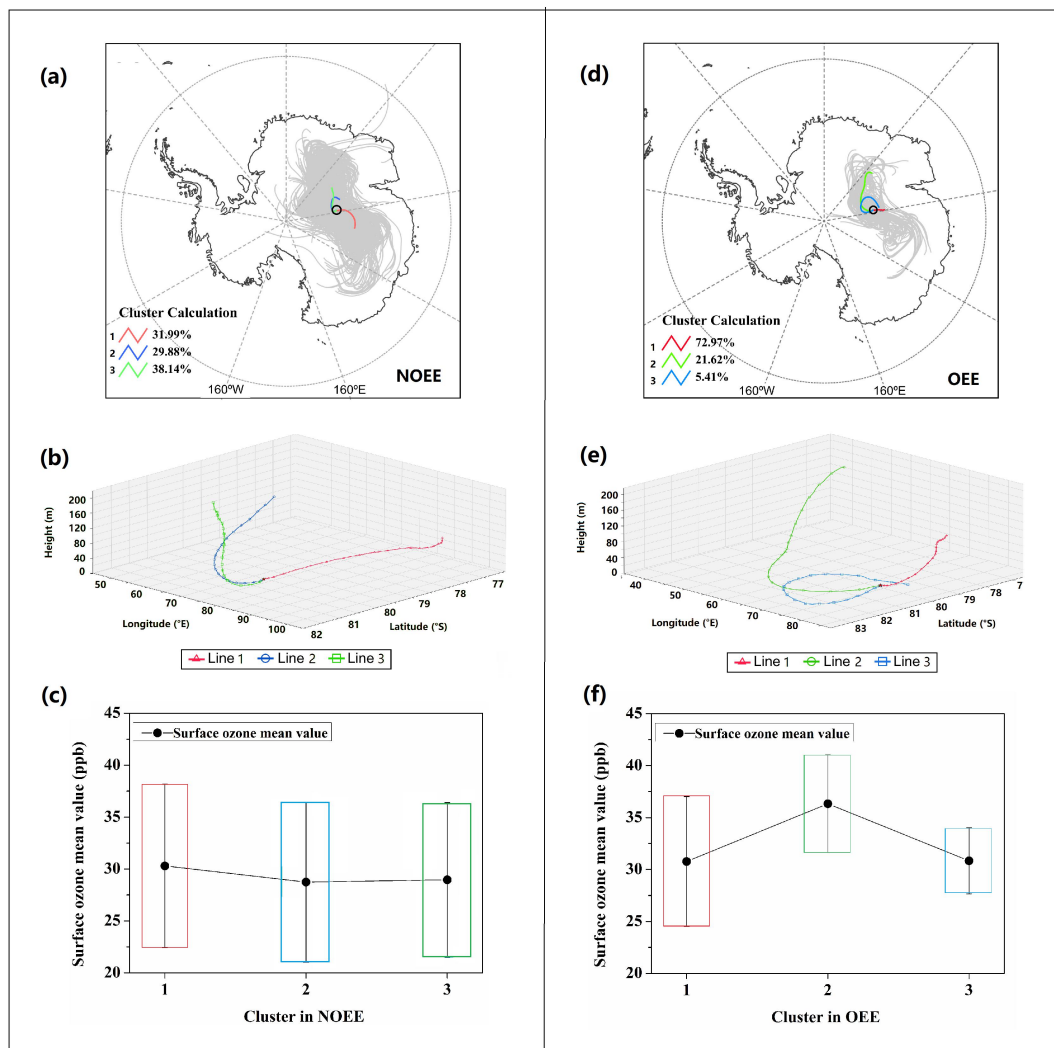 (a)
Cluster Calculation
1 31.99%
2 29.88%
3 38.14%
160°W
160°E
NOEE
(b)
Height (m)
200
160
120
80
40
0
50
60
70
80
90
100
Longitude (°E)
82
81
80
79
78
77
Latitude (°S)
Line 1 Line 2 Line 3
(c)
Surface ozone mean value (ppb)
45
40
35
30
25
20
Surface ozone mean value
1 2 3
Cluster in NOEE
(d)
Cluster Calculation
1 72.97%
2 21.62%
3 5.41%
160°W
160°E
OEE
(e)
Height (m)
200
160
120
80
40
0
40
50
60
70
80
Longitude (°E)
83
82
81
80
79
78
7
Latitude (°S)
Line 1 Line 2 Line 3
(f)
Surface ozone mean value (ppb)
45
40
35
30
25
20
Surface ozone mean value
1 2 3
Cluster in OEE